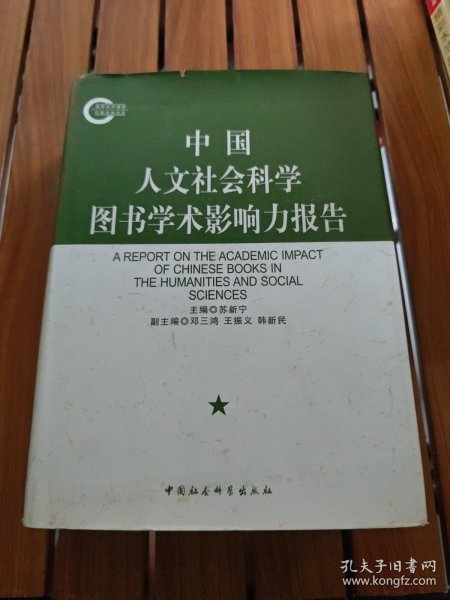 中国
人文社会科学
图书学术影响力报告
A REPORT ON THE ACADEMIC IMPACT
OF CHINESE BOOKS IN
THE HUMANITIES AND SOCIAL
SCIENCES
主编◎苏新宁
副主编◎邓三鸿 王振义 韩新民
中国社会科学出版社
孔夫子旧书网
www.kongfz.com